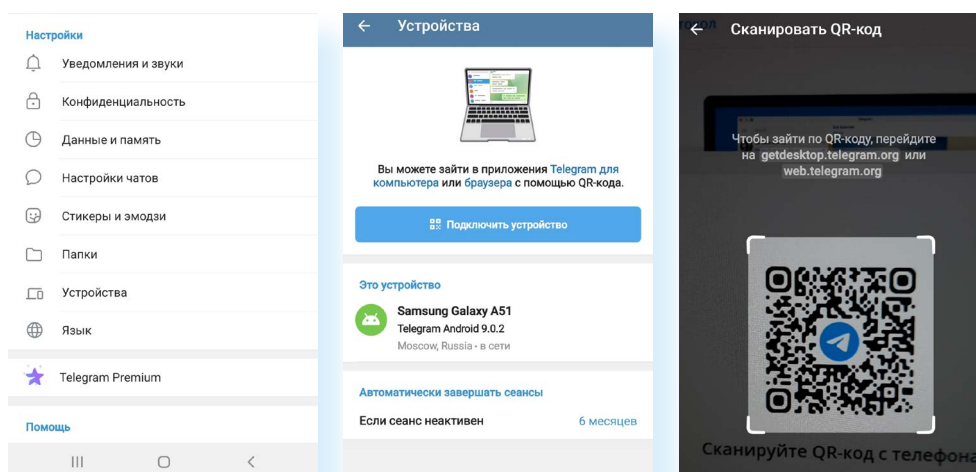 Настройки
Уведомления и звуки
Конфиденциальность
Данные и память
Настройки чатов
Стикеры и эмодзи
Папки
Устройства
Язык
Telegram Premium
Помощь
Устройства
Вы можете зайти в приложения Telegram для
компьютера или браузера с помощью QR-кода.
Подключить устройство
Это устройство
Samsung Galaxy A51
Telegram Android 9.0.2
Moscow, Russia • в сети
Автоматически завершать сеансы
Если сеанс неактивен 6 месяцев
Сканировать QR-код
Чтобы зайти по QR-коду, перейдите
на getdesktop.telegram.org или
web.telegram.org
Сканируйте QR-код с телефона